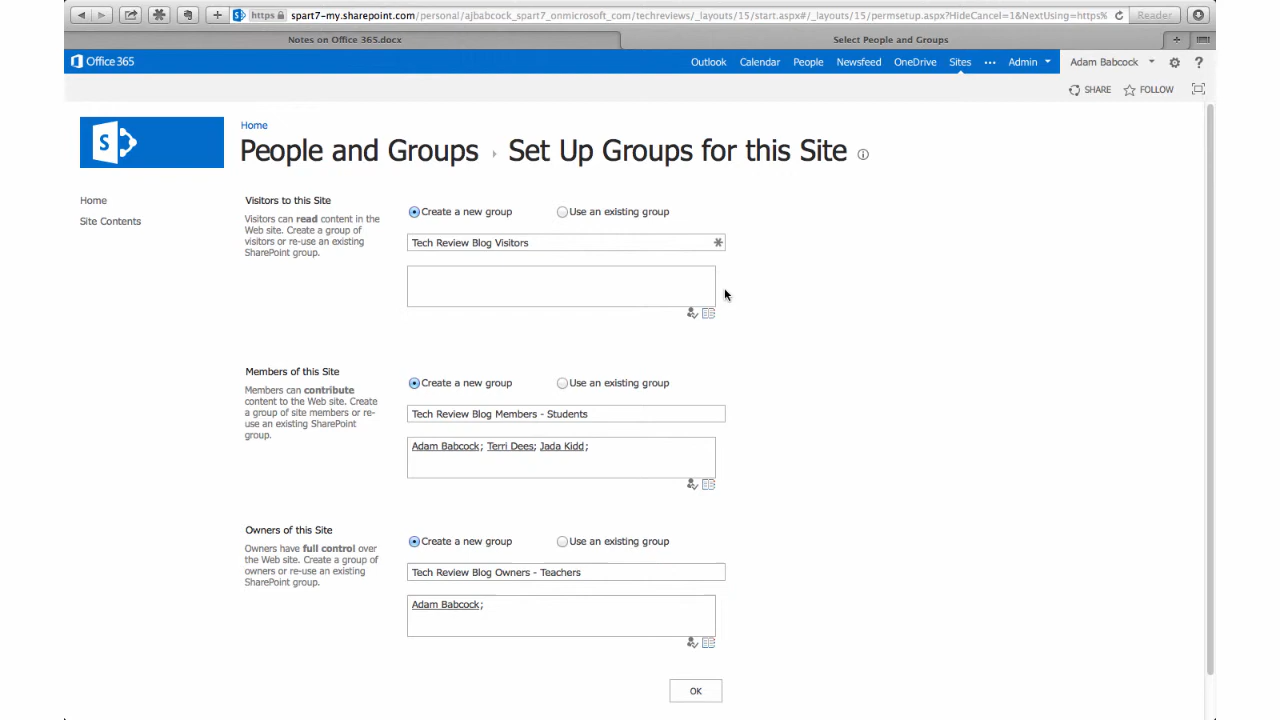 https spart7-my.sharepoint.com/personal/ajbabcock_spart7_onmicrosoft_com/techreviews/_layouts/15/start.aspx#/_layouts/15/permsetup.aspx?HideCancel=1&NextUsing=https% Reader
Notes on Office 365.docx Select People and Groups
Office 365 Outlook Calendar People Newsfeed OneDrive Sites ... Admin Adam Babcock ?
SHARE FOLLOW
S
Home
People and Groups › Set Up Groups for this Site
Home
Site Contents
Visitors to this Site
Visitors can read content in the
Web site. Create a group of
visitors or re-use an existing
SharePoint group.
Create a new group Use an existing group
Tech Review Blog Visitors
Members of this Site
Members can contribute
content to the Web site. Create
a group of site members or re-
use an existing SharePoint
group.
Create a new group Use an existing group
Tech Review Blog Members - Students
Adam Babcock; Terri Dees; Jada Kidd;
Owners of this Site
Owners have full control over
the Web site. Create a group of
owners or re-use an existing
SharePoint group.
Create a new group Use an existing group
Tech Review Blog Owners - Teachers
Adam Babcock;
OK